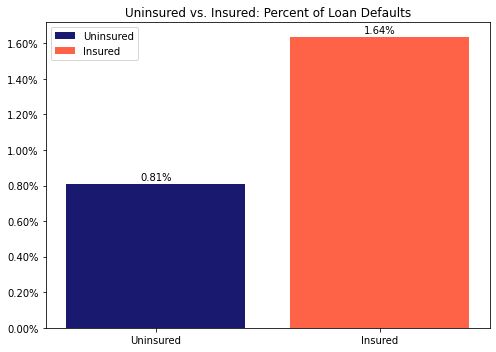 Uninsured vs. Insured: Percent of Loan Defaults
Uninsured
Insured
1.64%
0.81%
1.60%
1.40%
1.20%
1.00%
0.80%
0.60%
0.40%
0.20%
0.00%
Uninsured
Insured